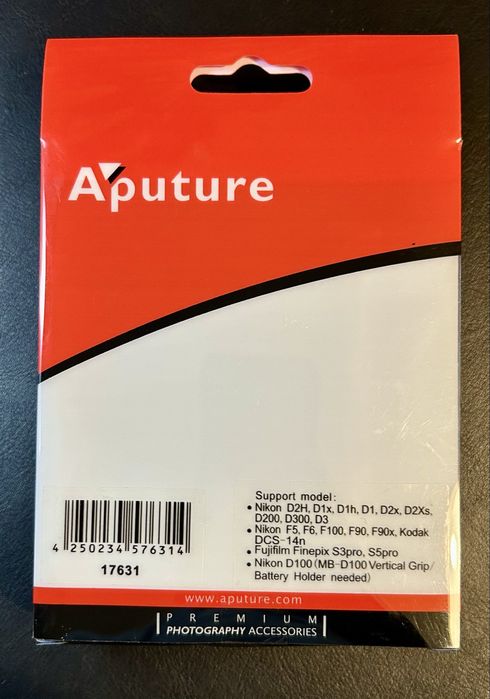 Aputure
Support model:
• Nikon D2H, D1x, D1h, D1, D2x, D2Xs,
D200, D300, D3
• Nikon F5, F6, F100, F90, F90x, Kodak
DCS-14n
• Fujifilm Finepix S3pro, S5pro
• Nikon D100 (MB-D100 Vertical Grip/
Battery Holder needed)
4 250234 576314
17631
www.aputure.com
PREMIUM
PHOTOGRAPHY ACCESSORIES